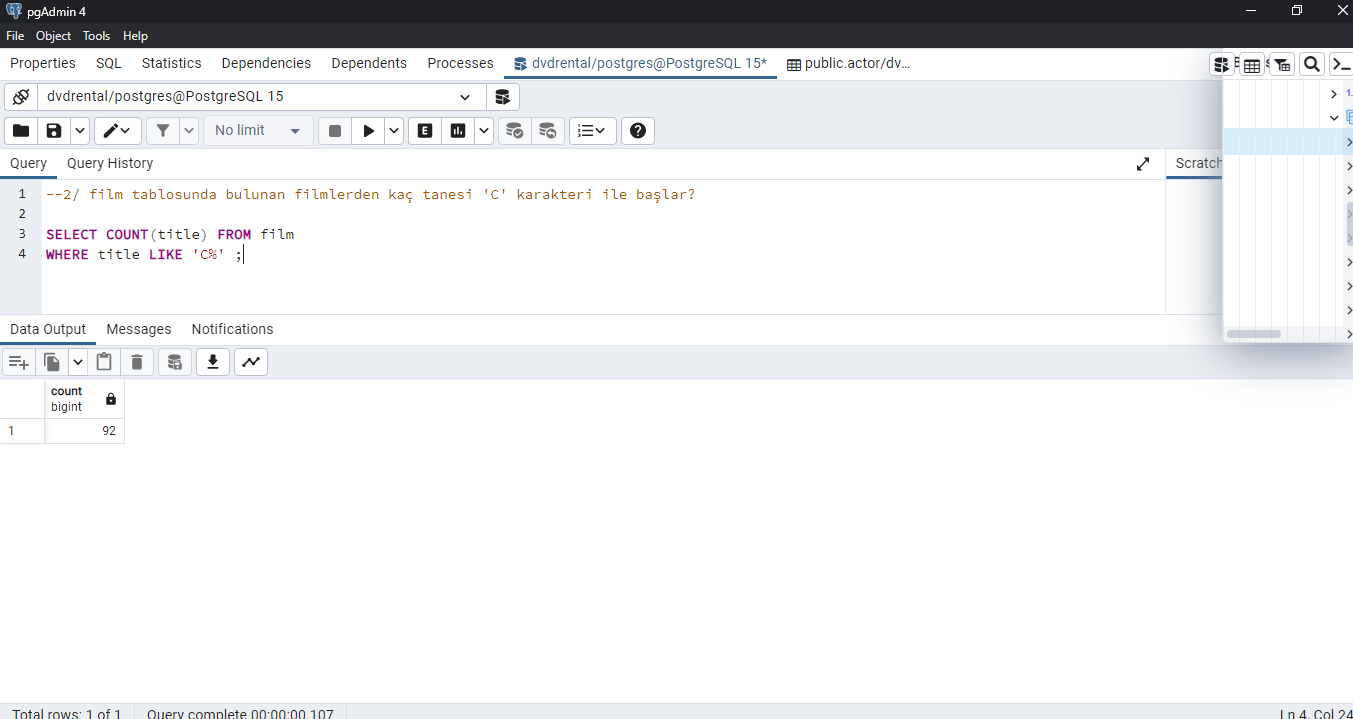 pgAdmin 4
File Object Tools Help
Properties SQL Statistics Dependencies Dependents Processes dvdrental/postgres@PostgreSQL 15* public.actor/dv...
dvdrental/postgres@PostgreSQL 15
No limit
Query Query History Scratch
1 --2/ film tablosunda bulunan filmlerden kaç tanesi 'C' karakteri ile başlar?
2
3 SELECT COUNT(title) FROM film
4 WHERE title LIKE 'C%' ;
Data Output Messages Notifications
count
bigint
1 92
Total rows: 1 of 1 Query complete 00:00:00.107 Ln 4, Col 24